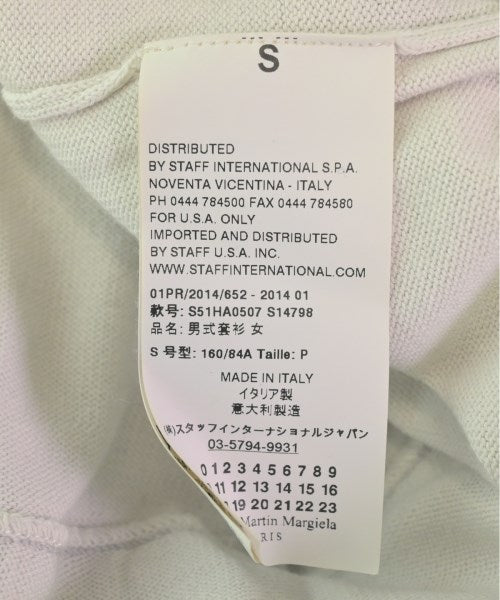 S
DISTRIBUTED
BY STAFF INTERNATIONAL S.P.A.
NOVENTA VICENTINA - ITALY
PH 0444 784500 FAX 0444 784580
FOR U.S.A. ONLY
IMPORTED AND DISTRIBUTED
BY STAFF U.S.A. INC.
WWW.STAFFINTERNATIONAL.COM
01PR/2014/652 - 2014 01
款号: S51HA0507 S14798
品名: 男式套衫 女
S 号型: 160/84A Taille: P
MADE IN ITALY
イタリア製
意大利製造
(株)スタッフインターナショナルジャパン
03-5794-9931
0 1 2 3 4 5 6 7 8 9
11 12 13 14 15 16
19 20 21 22 23
Martin Margiela
RIS